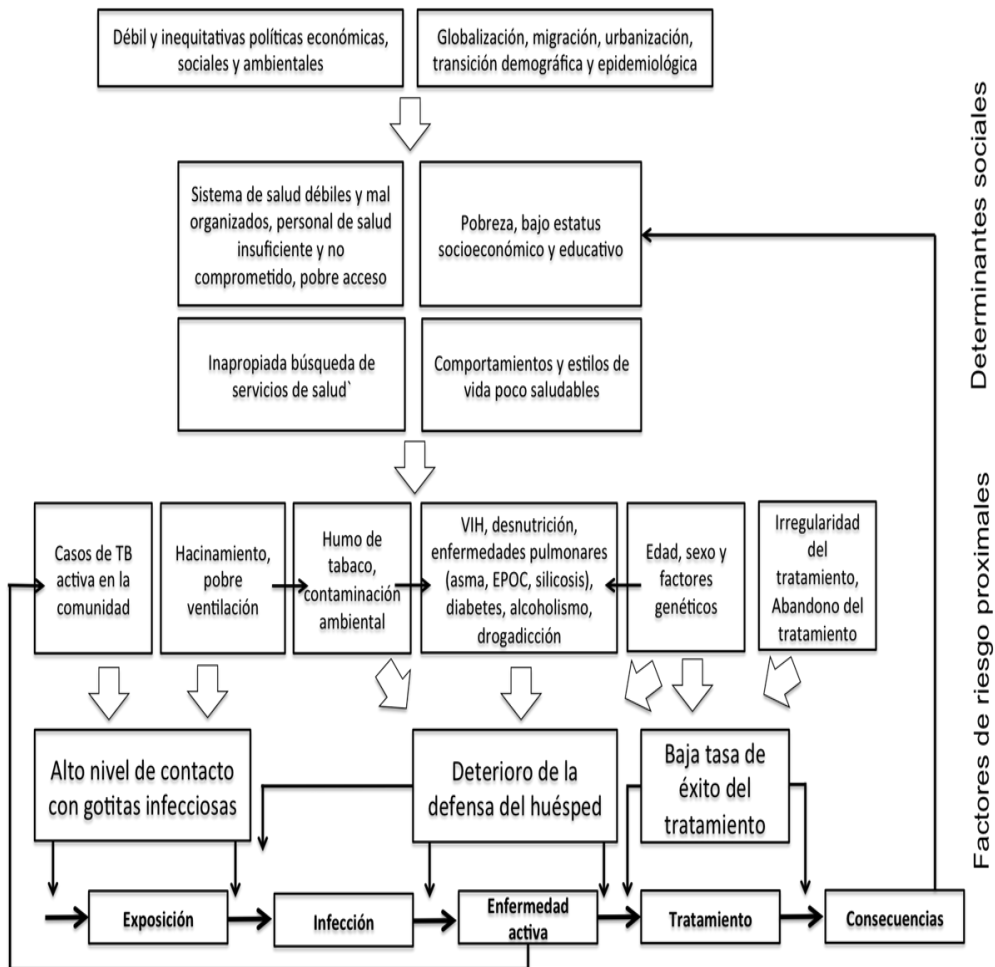 Débil y inequitativas políticas económicas,
sociales y ambientales
Globalización, migración, urbanización,
transición demográfica y epidemiológica
Sistema de salud débiles y mal
organizados, personal de salud
insuficiente y no
comprometido, pobre acceso
Pobreza, bajo estatus
socioeconómico y educativo
Inapropiada búsqueda de
servicios de salud`
Comportamientos y estilos de
vida poco saludables
Determinantes sociales
Casos de TB
activa en la
comunidad
Hacinamiento,
pobre
ventilación
Humo de
tabaco,
contaminación
ambiental
VIH, desnutrición,
enfermedades pulmonares
(asma, EPOC, silicosis),
diabetes, alcoholismo,
drogadicción
Edad, sexo y
factores
genéticos
Irregularidad
del
tratamiento,
Abandono del
tratamiento
Alto nivel de contacto
con gotitas infecciosas
Deterioro de la
defensa del huésped
Baja tasa de
éxito del
tratamiento
Factores de riesgo proximales
Exposición
Infección
Enfermedad
activa
Tratamiento
Consecuencias